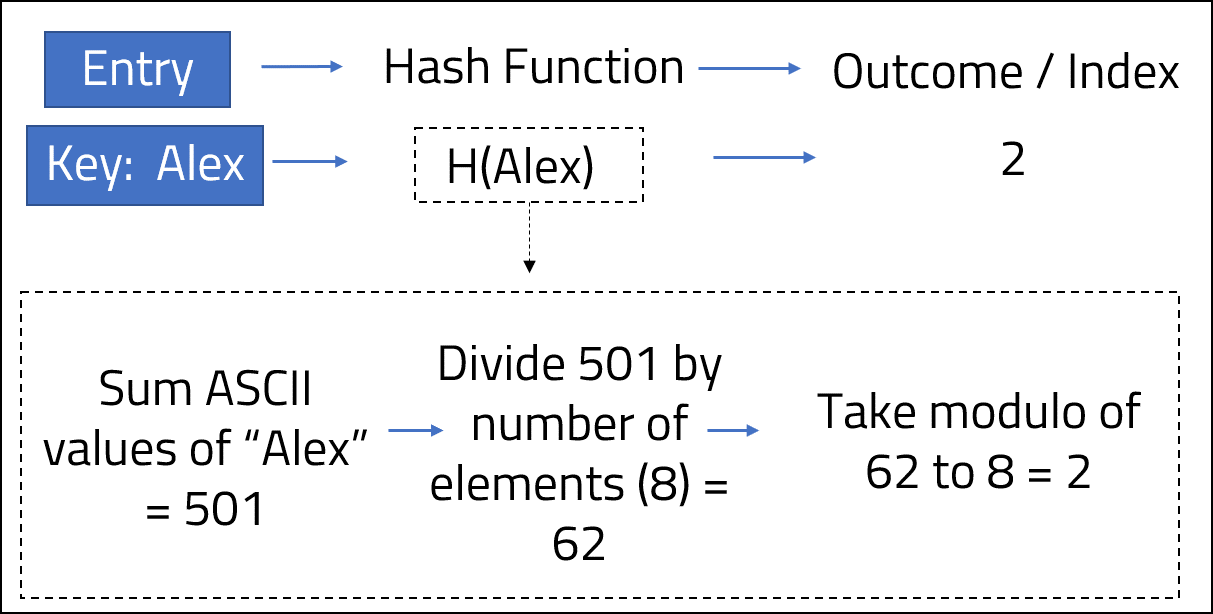 Entry
Hash Function
Outcome / Index
Key: Alex
H(Alex)
2
Sum ASCII
values of “Alex”
= 501
Divide 501 by
number of
elements (8) =
62
Take modulo of
62 to 8 = 2